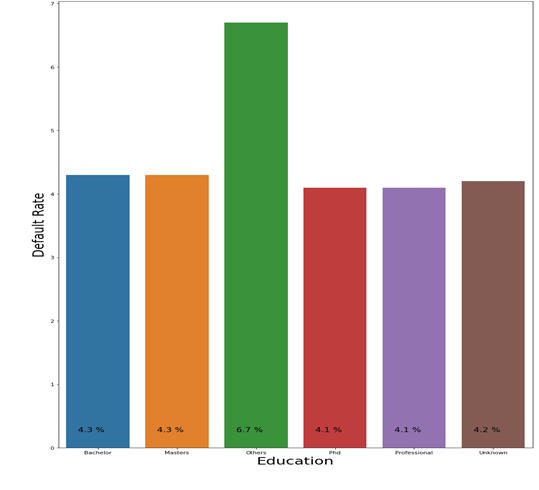 7
6
5
4
3
2
1
0
Default Rate
4.3 %
4.3 %
6.7 %
4.1 %
4.1 %
4.2 %
Bachelor
Masters
Others
Phd
Professional
Unknown
Education